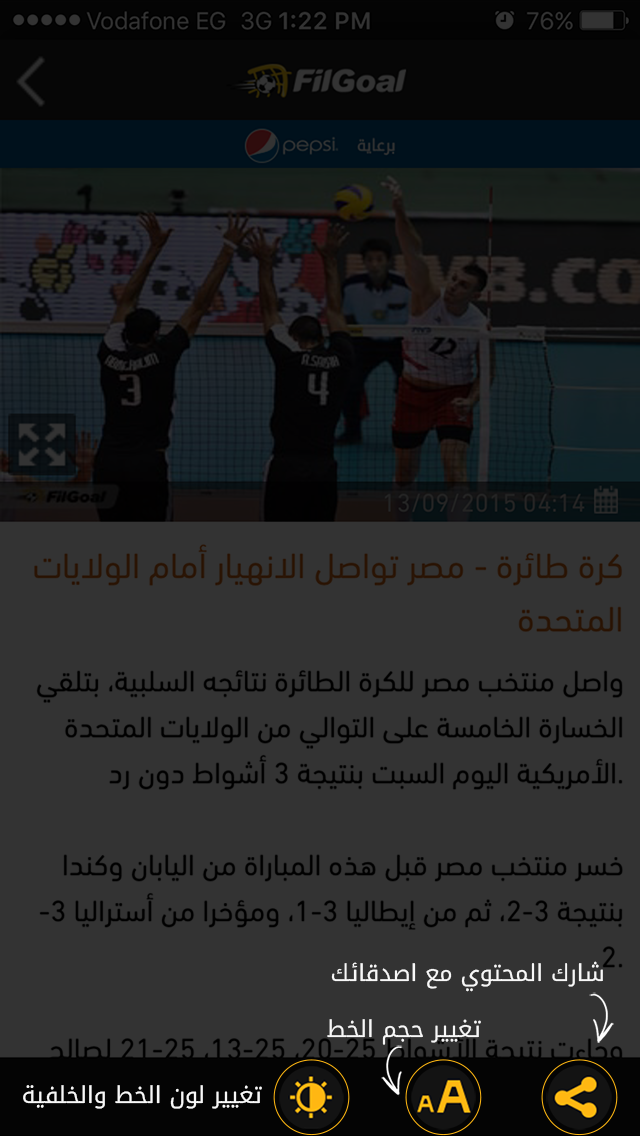 Vodafone EG 3G 1:22 PM 76%
FilGoal
برعاية pepsi
3
4
12
FilGoal
13/09/2015 04:14
كرة طائرة - مصر تواصل الانهيار أمام الولايات
المتحدة
واصل منتخب مصر للكرة الطائرة نتائجه السلبية، بتلقي
الخسارة الخامسة على التوالي من الولايات المتحدة
الأمريكية اليوم السبت بنتيجة 3 أشواط دون رد.
خسر منتخب مصر قبل هذه المباراة من اليابان وكندا
بنتيجة 3-2، ثم من إيطاليا 3-1، ومؤخرا من أستراليا 3-
2.
شارك المحتوي مع اصدقائك
تغيير حجم الخط
وجاءت نتيجة الأشواط 25-20، 25-13، 25-21 لصالح
تغيير لون الخط والخلفية
AA